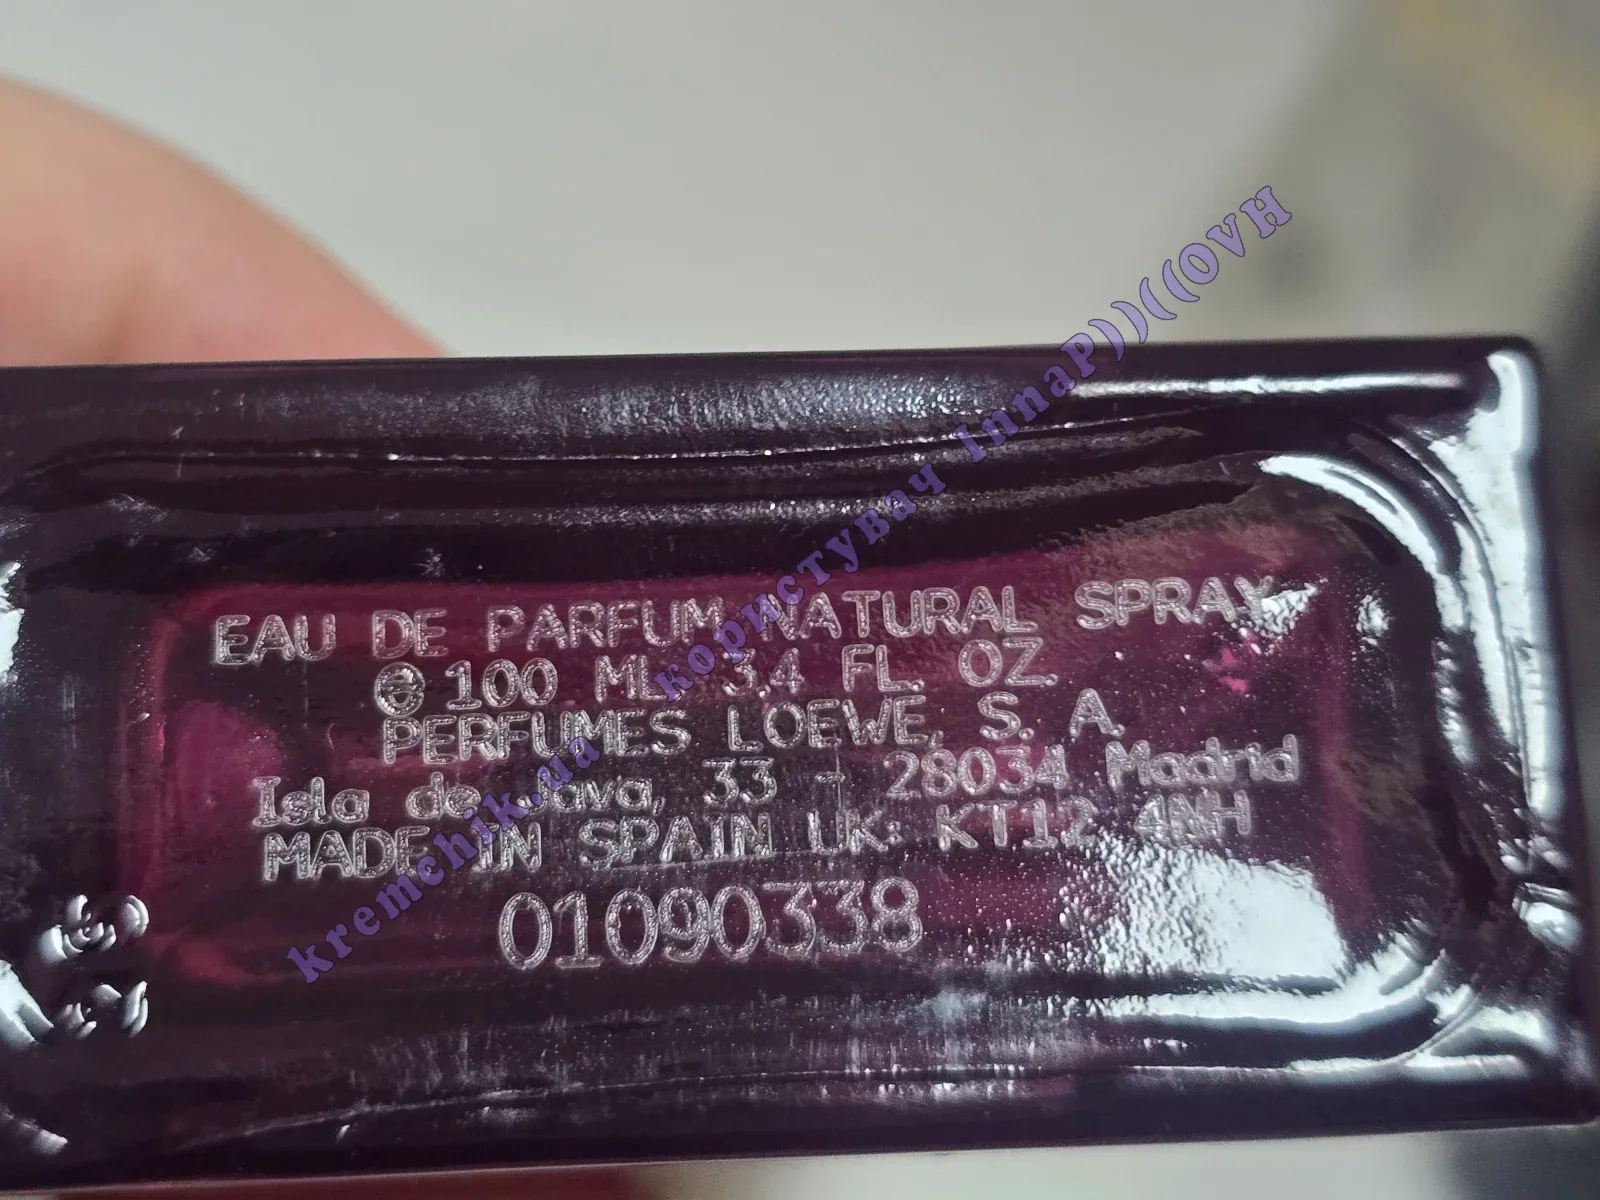 EAU DE PARFUM NATURAL SPRAY
℮ 100 ML 3.4 FL. OZ.
PERFUMES LOEWE, S. A.
Isla de Java, 33 - 28034 Madrid
MADE IN SPAIN UK: KT12 4NH
01090338
kremchik.ua користувач InnaP))((OVH